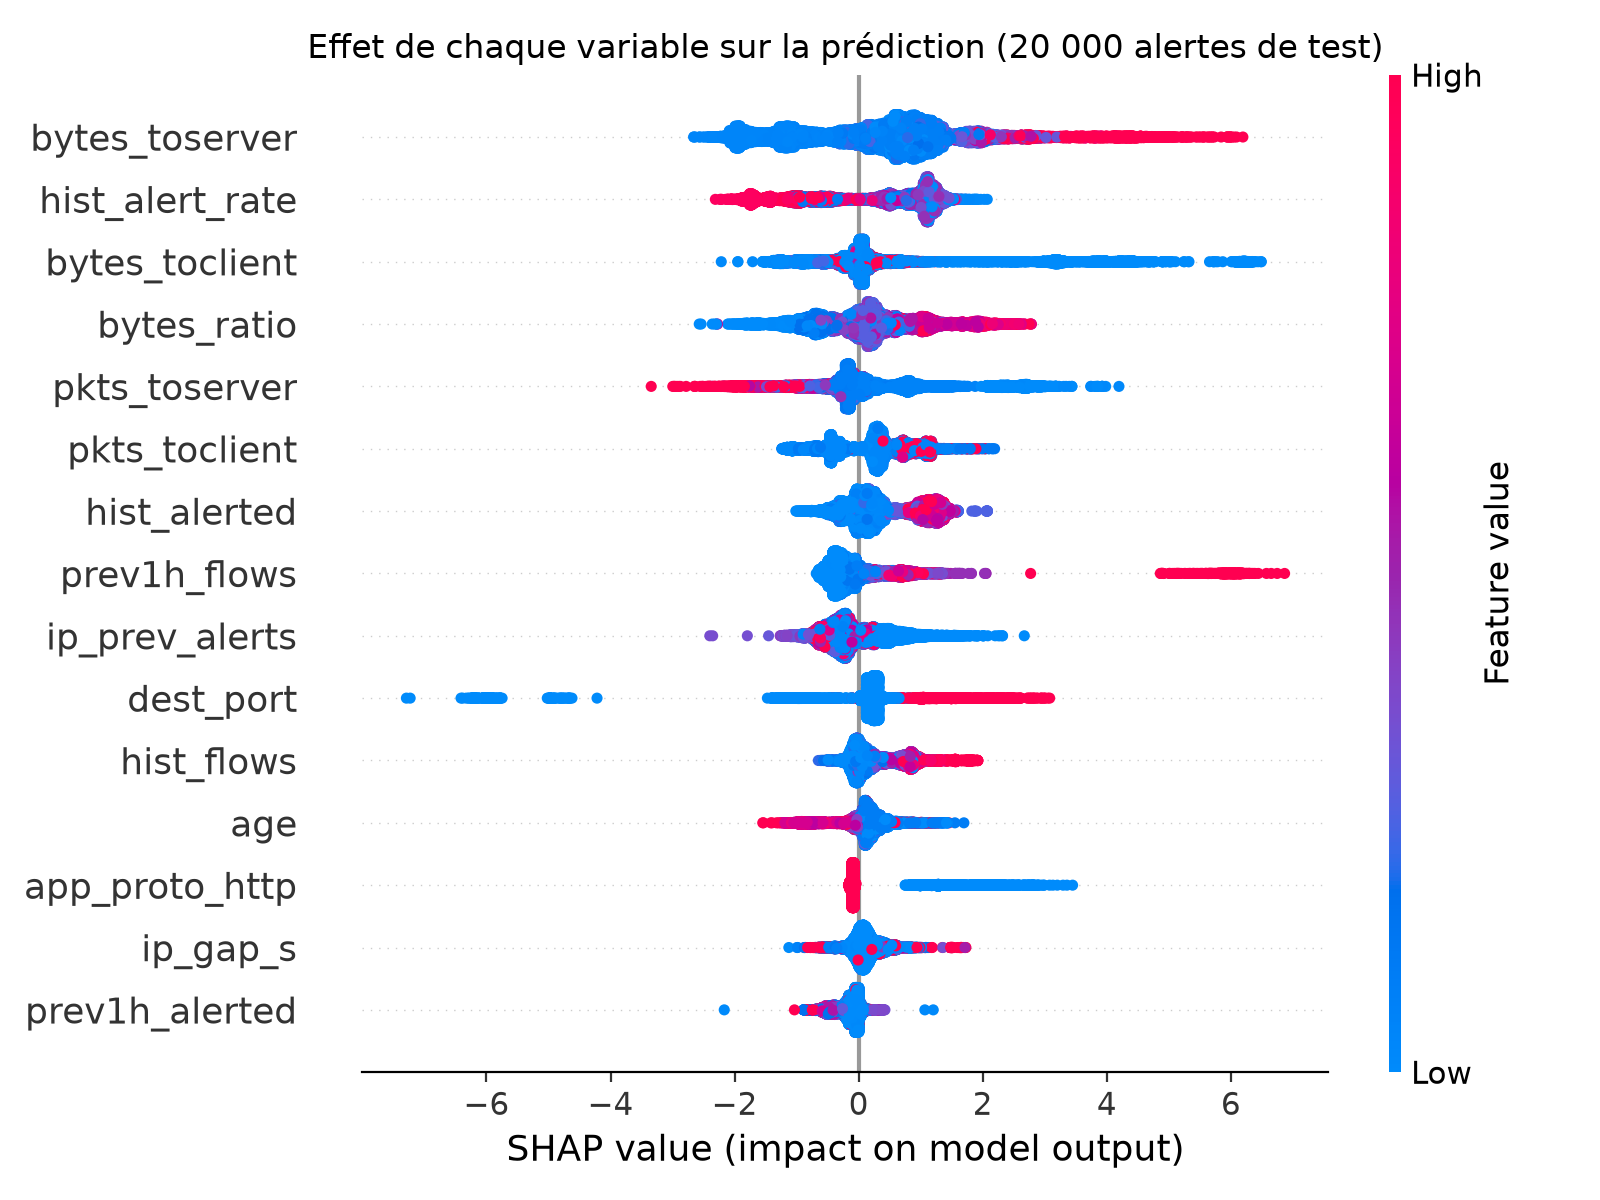 Effet de chaque variable sur la prédiction (20 000 alertes de test)
High
bytes_toserver
hist_alert_rate
bytes_toclient
bytes_ratio
pkts_toserver
pkts_toclient
hist_alerted
prev1h_flows
ip_prev_alerts
dest_port
hist_flows
age
app_proto_http
ip_gap_s
prev1h_alerted
Feature value
Low
−6 −4 −2 0 2 4 6
SHAP value (impact on model output)